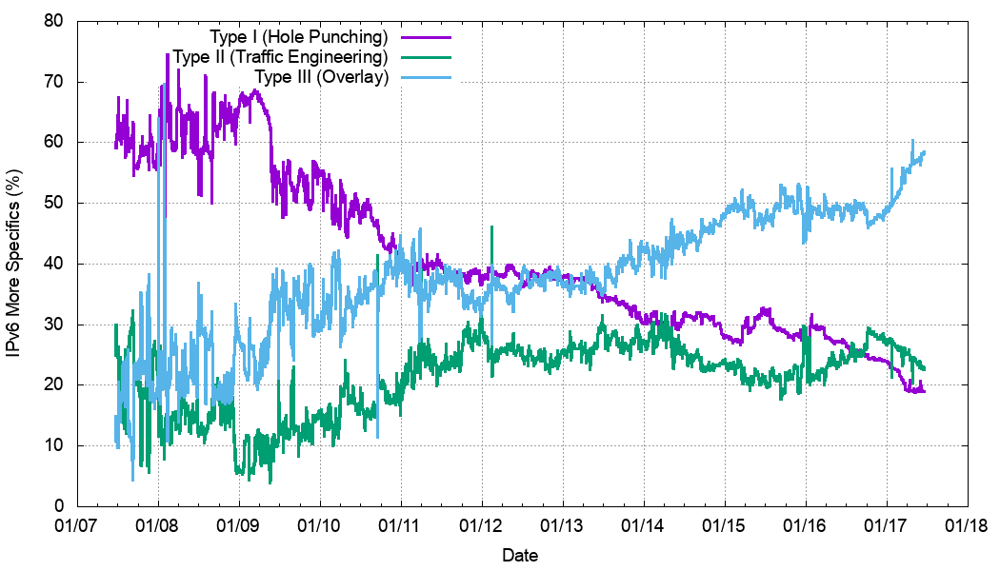 80
70
60
50
40
30
20
10
0
IPv6 More Specifics (%)
Type I (Hole Punching)
Type II (Traffic Engineering)
Type III (Overlay)
01/07 01/08 01/09 01/10 01/11 01/12 01/13 01/14 01/15 01/16 01/17 01/18
Date